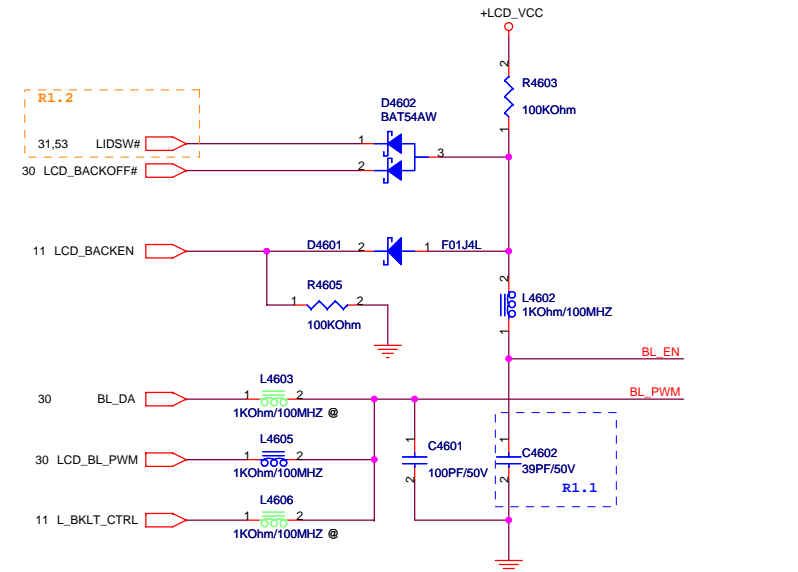 +LCD_VCC
2
R4603
100KOhm
1
R1.2
D4602
BAT54AW
31,53 LIDSW# 1
3
30 LCD_BACKOFF# 2
11 LCD_BACKEN D4601 2 1 F01J4L
R4605
1 2
100KOhm
2
L4602
1KOhm/100MHZ
1
BL_EN
BL_PWM
L4603
30 BL_DA 1 2
1KOhm/100MHZ @
L4605
30 LCD_BL_PWM 1 2
1KOhm/100MHZ
L4606
11 L_BKLT_CTRL 1 2
1KOhm/100MHZ @
1
C4601
100PF/50V
2
1
C4602
39PF/50V
2
R1.1